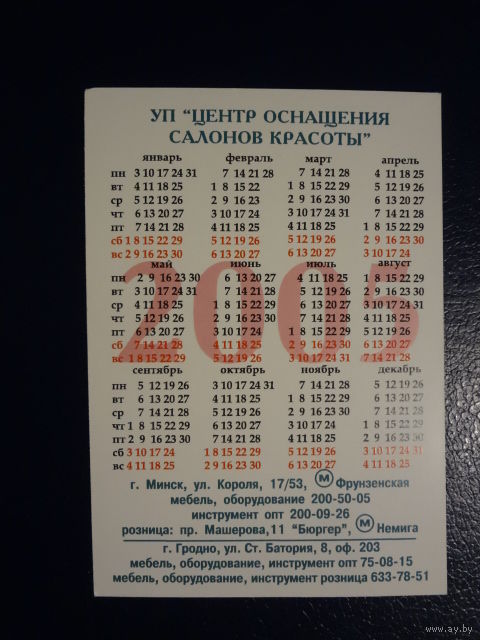 УП “ЦЕНТР ОСНАЩЕНИЯ
САЛОНОВ КРАСОТЫ”
январь февраль март апрель
пн 3 10 17 24 31 7 14 21 28 7 14 21 28 4 11 18 25
вт 4 11 18 25 1 8 15 22 1 8 15 22 29 5 12 19 26
ср 5 12 19 26 2 9 16 23 2 9 16 23 30 6 13 20 27
чт 6 13 20 27 3 10 17 24 3 10 17 24 31 7 14 21 28
пт 7 14 21 28 4 11 18 25 4 11 18 25 1 8 15 22 29
сб 1 8 15 22 29 5 12 19 26 5 12 19 26 2 9 16 23 30
вс 2 9 16 23 30 6 13 20 27 6 13 20 27 3 10 17 24
2005
май июнь июль август
пн 2 9 16 23 30 6 13 20 27 4 11 18 25 1 8 15 22 29
вт 3 10 17 24 31 7 14 21 28 5 12 19 26 2 9 16 23 30
ср 4 11 18 25 1 8 15 22 29 6 13 20 27 3 10 17 24 31
чт 5 12 19 26 2 9 16 23 30 7 14 21 28 4 11 18 25
пт 6 13 20 27 3 10 17 24 1 8 15 22 29 5 12 19 26
сб 7 14 21 28 4 11 18 25 2 9 16 23 30 6 13 20 27
вс 1 8 15 22 29 5 12 19 26 3 10 17 24 31 7 14 21 28
сентябрь октябрь ноябрь декабрь
пн 5 12 19 26 3 10 17 24 31 7 14 21 28 5 12 19 26
вт 6 13 20 27 4 11 18 25 1 8 15 22 29 6 13 20 27
ср 7 14 21 28 5 12 19 26 2 9 16 23 30 7 14 21 28
чт 1 8 15 22 29 6 13 20 27 3 10 17 24 1 8 15 22 29
пт 2 9 16 23 30 7 14 21 28 4 11 18 25 2 9 16 23 30
сб 3 10 17 24 1 8 15 22 29 5 12 19 26 3 10 17 24 31
вс 4 11 18 25 2 9 16 23 30 6 13 20 27 4 11 18 25
г. Минск, ул. Короля, 17/53, М Фрунзенская
мебель, оборудование 200-50-05
инструмент опт 200-09-26
розница: пр. Машерова,11 “Бюргер”, М Немига
г. Гродно, ул. Ст. Батория, 8, оф. 203
мебель, оборудование, инструмент опт 75-08-15
мебель, оборудование, инструмент розница 633-78-51
www.ay.by